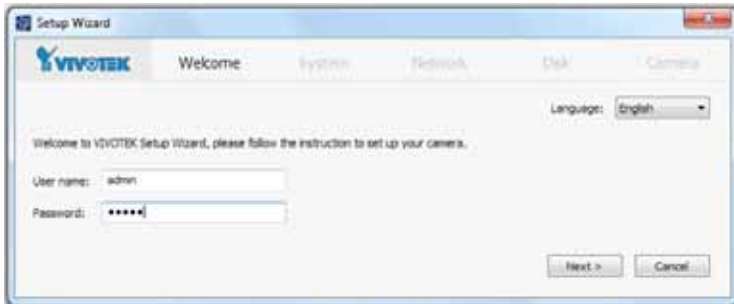 Setup Wizard
VIVOTEK Welcome System Network Disk Camera
Language: English
Welcome to VIVOTEK Setup Wizard, please follow the instruction to set up your camera.
User name: admin
Password: •••••
Next > Cancel